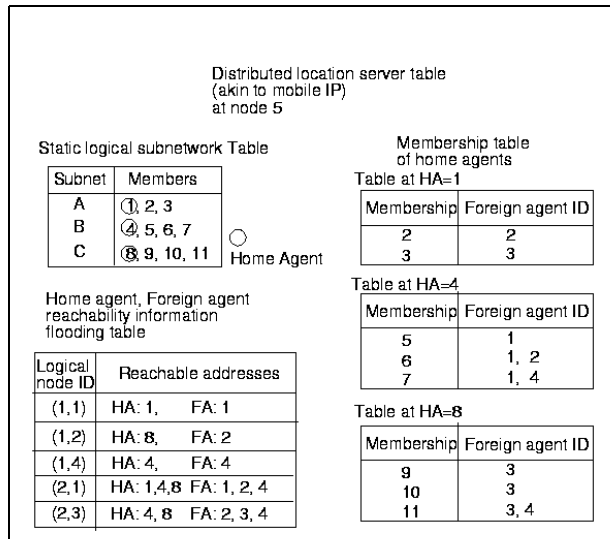 Distributed location server table
(akin to mobile IP)
at node 5
Static logical subnetwork Table
Subnet Members
A 1, 2, 3
B 4, 5, 6, 7
C 8, 9, 10, 11
Home Agent
Home agent, Foreign agent
reachability information
flooding table
Logical
node ID
Reachable addresses
(1,1) HA: 1, FA: 1
(1,2) HA: 8, FA: 2
(1,4) HA: 4, FA: 4
(2,1) HA: 1,4,8 FA: 1, 2, 4
(2,3) HA: 4, 8 FA: 2, 3, 4
Membership table
of home agents
Table at HA=1
Membership Foreign agent ID
2 2
3 3
Table at HA=4
Membership Foreign agent ID
5 1
6 1, 2
7 1, 4
Table at HA=8
Membership Foreign agent ID
9 3
10 3
11 3, 4